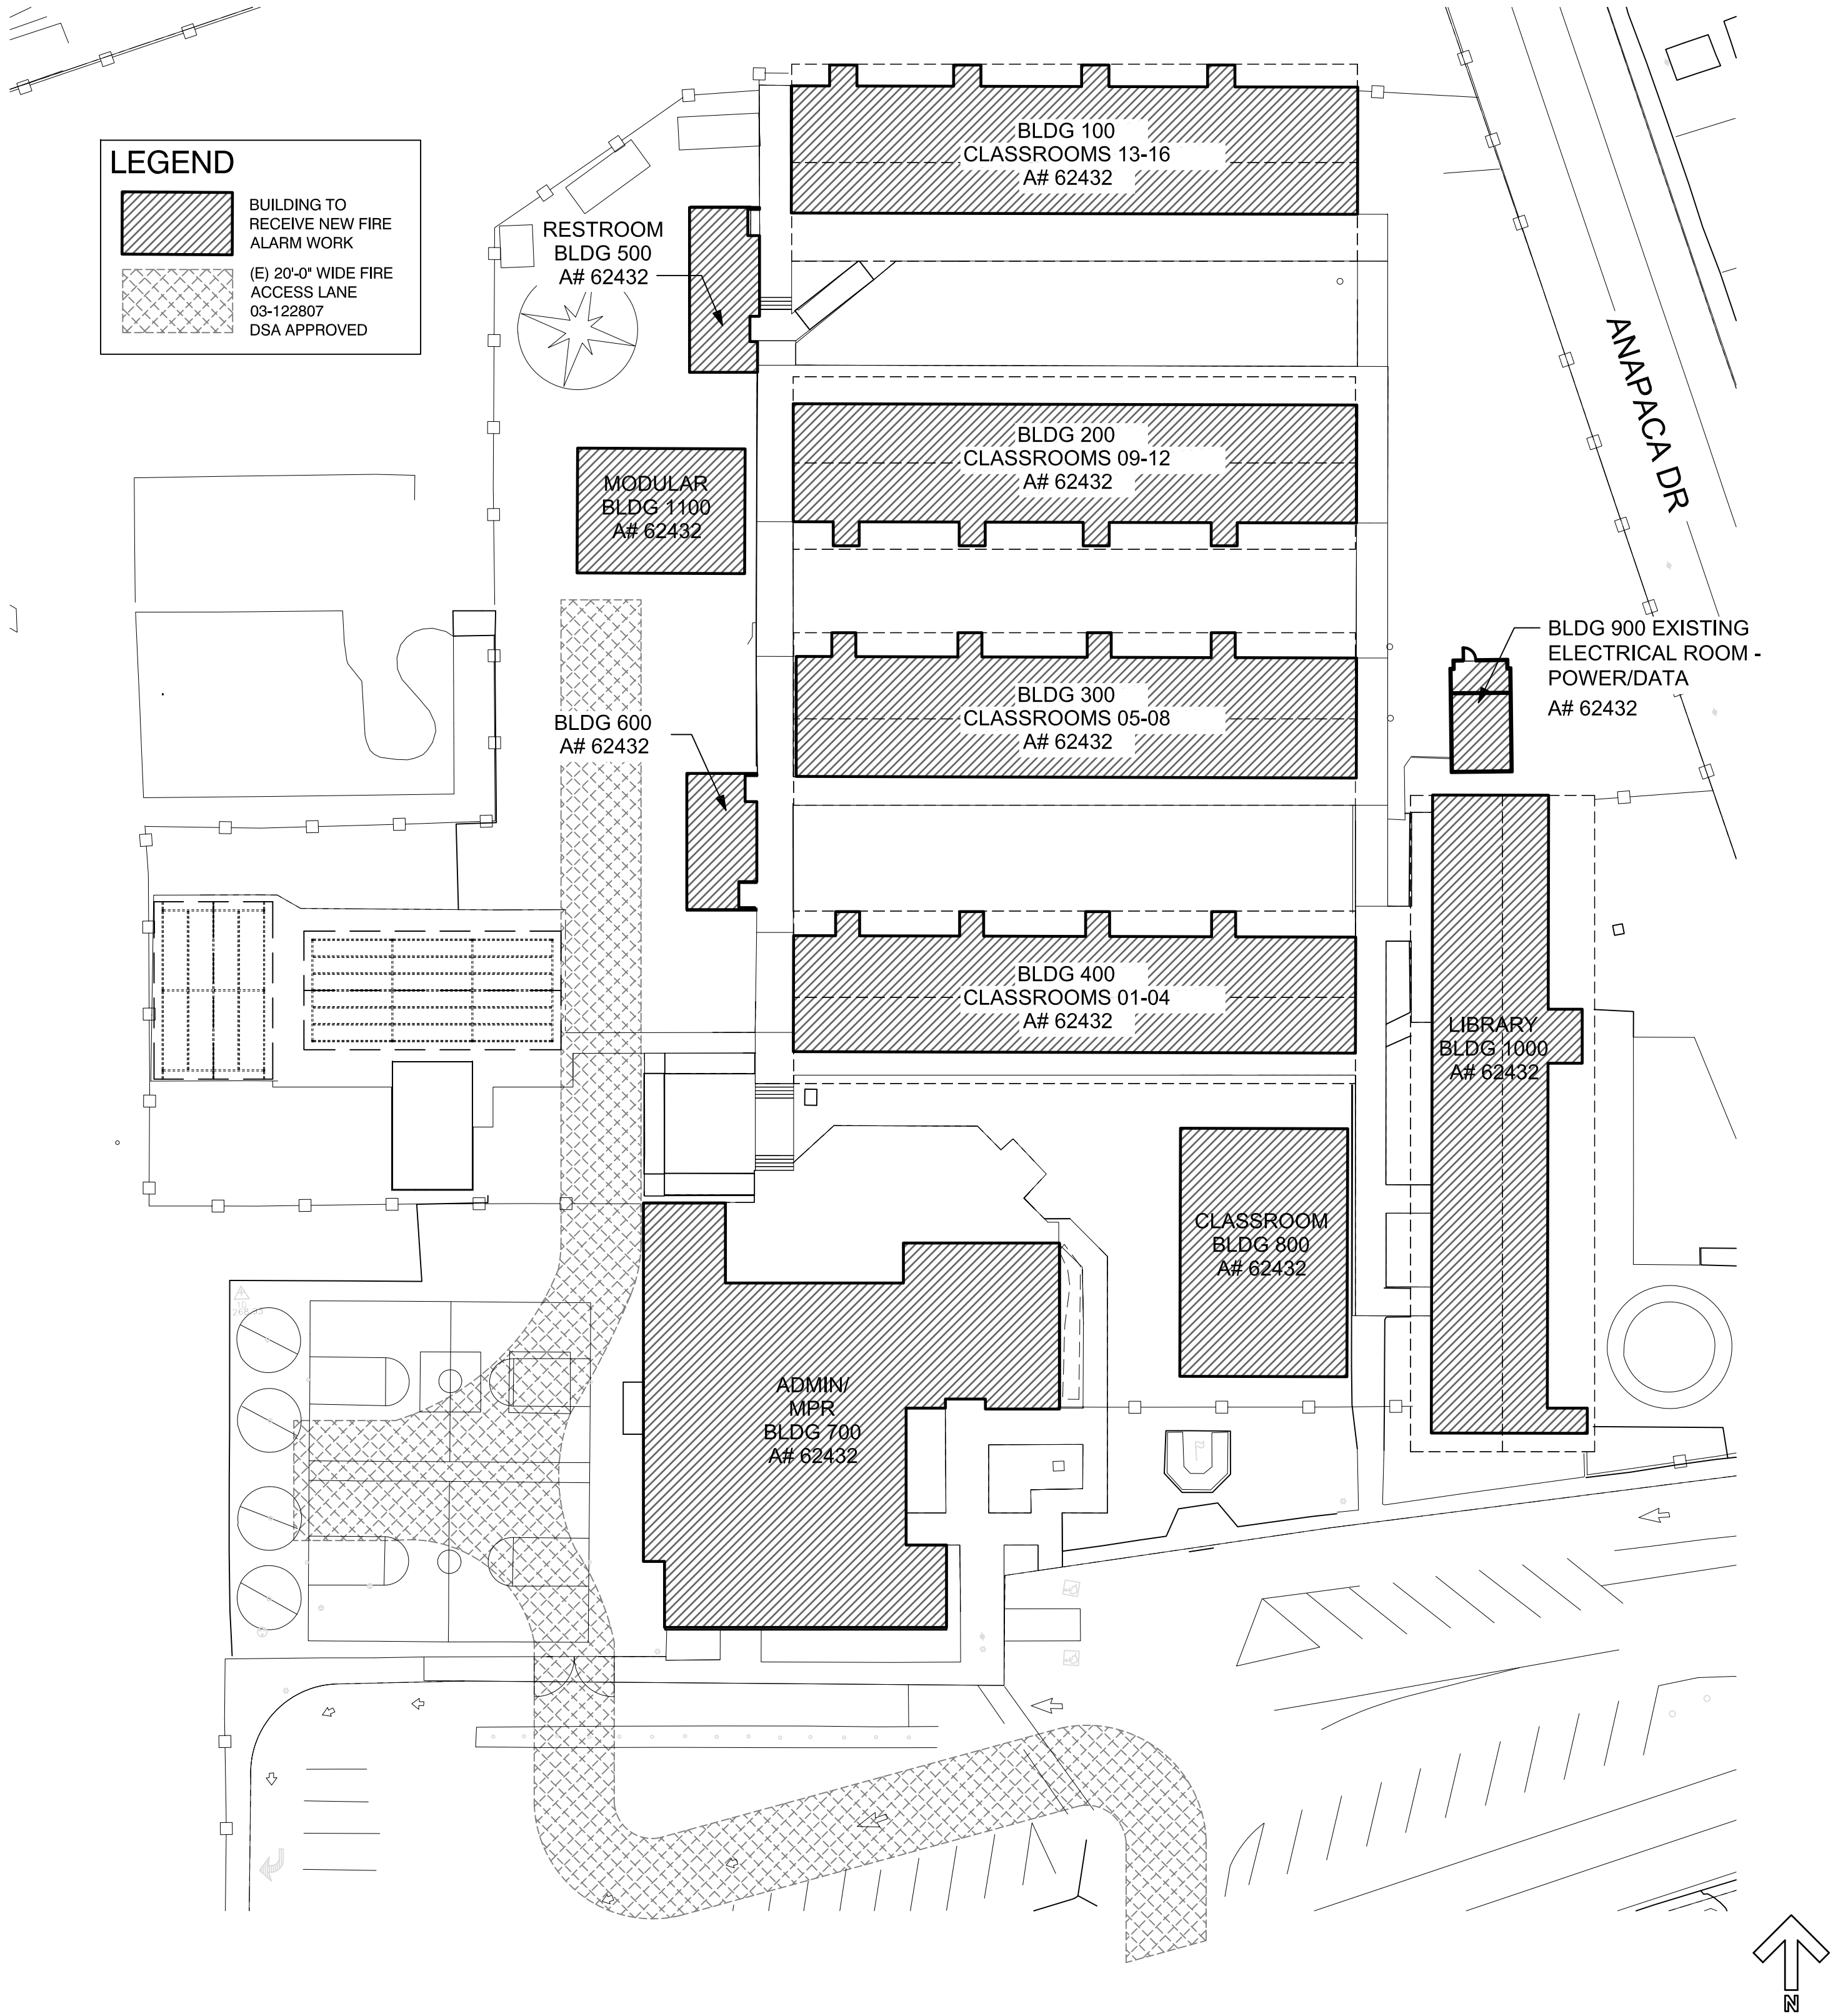 LEGEND
BUILDING TO
RECEIVE NEW FIRE
ALARM WORK
(E) 20'-0" WIDE FIRE
ACCESS LANE
03-122807
DSA APPROVED
BLDG 100
CLASSROOMS 13-16
A# 62432
RESTROOM
BLDG 500
A# 62432
ANAPACA DR
BLDG 200
CLASSROOMS 09-12
A# 62432
MODULAR
BLDG 1100
A# 62432
BLDG 900 EXISTING
ELECTRICAL ROOM -
POWER/DATA
A# 62432
BLDG 300
CLASSROOMS 05-08
A# 62432
BLDG 600
A# 62432
BLDG 400
CLASSROOMS 01-04
A# 62432
LIBRARY
BLDG 1000
A# 62432
CLASSROOM
BLDG 800
A# 62432
ADMIN/
MPR
BLDG 700
A# 62432
N